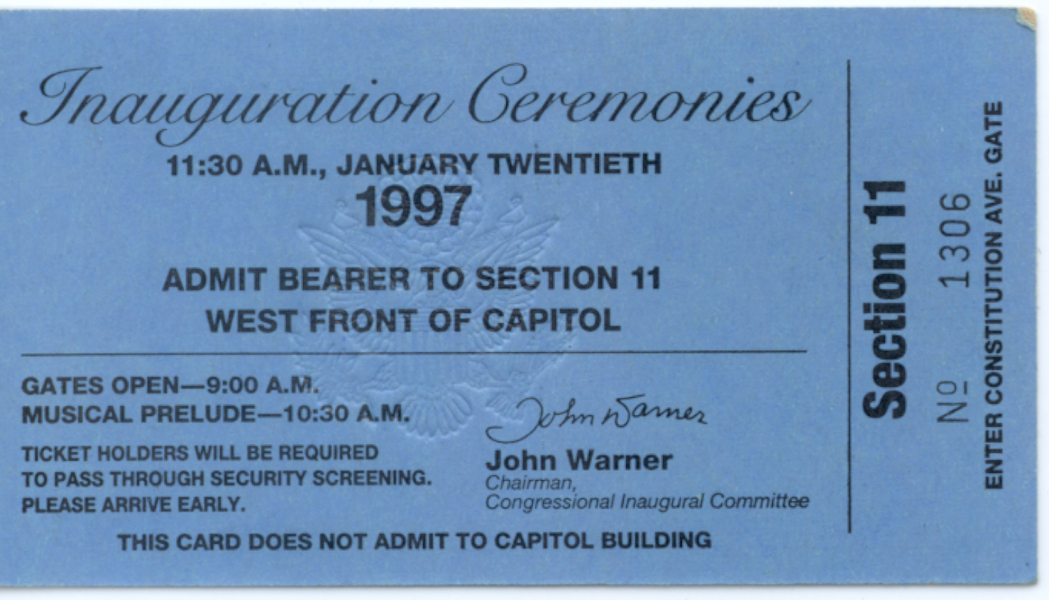 Inauguration Ceremonies
11:30 A.M., JANUARY TWENTIETH
1997
ADMIT BEARER TO SECTION 11
WEST FRONT OF CAPITOL
GATES OPEN—9:00 A.M.
MUSICAL PRELUDE—10:30 A.M.
TICKET HOLDERS WILL BE REQUIRED
TO PASS THROUGH SECURITY SCREENING.
PLEASE ARRIVE EARLY.
John Warner
John Warner
Chairman,
Congressional Inaugural Committee
THIS CARD DOES NOT ADMIT TO CAPITOL BUILDING
Section 11
Nº 1306
ENTER CONSTITUTION AVE. GATE